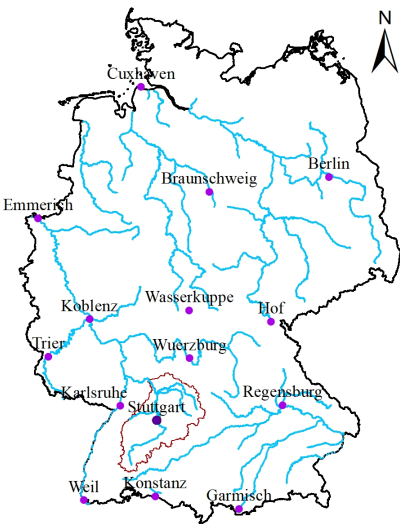 N
Cuxhaven
Berlin
Braunschweig
Emmerich
Wasserkuppe
Koblenz
Hof
Trier
Wuerzburg
Karlsruhe
Regensburg
Stuttgart
Weil
Konstanz
Garmisch